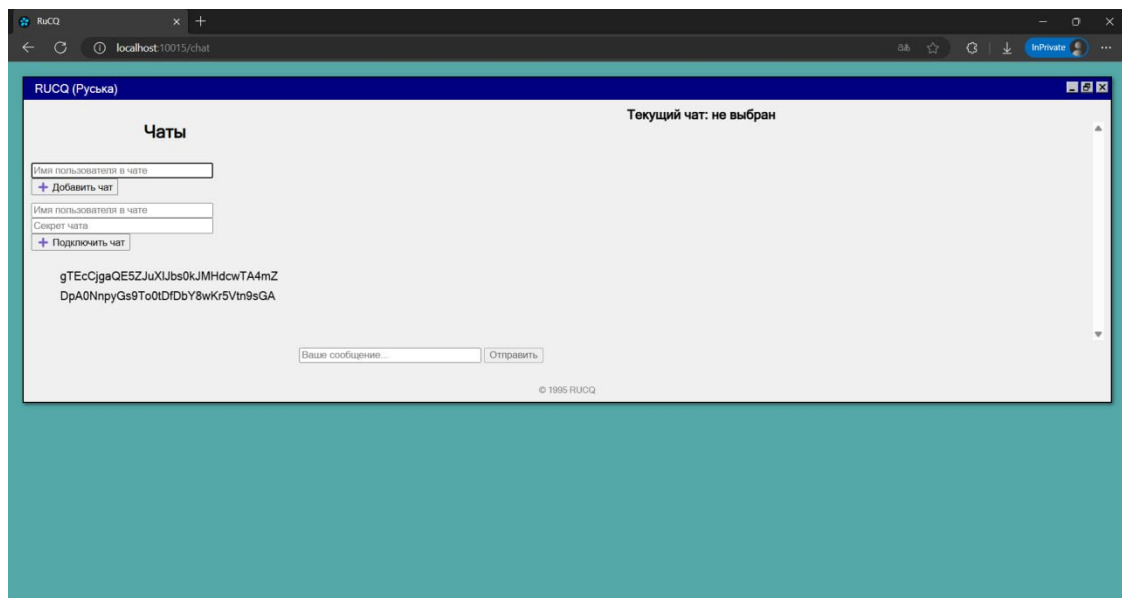 RuCQ
localhost:10015/chat
InPrivate
RUCQ (Руська)
Чаты
Текущий чат: не выбран
Имя пользователя в чате
Добавить чат
Имя пользователя в чате
Секрет чата
Подключить чат
gTEcCjgaQE5ZJuXIJbs0kJMHdcwTA4mZ
DpA0NnpyGs9To0tDfDbY8wKr5Vtn9sGA
Ваше сообщение...
Отправить
© 1995 RUCQ